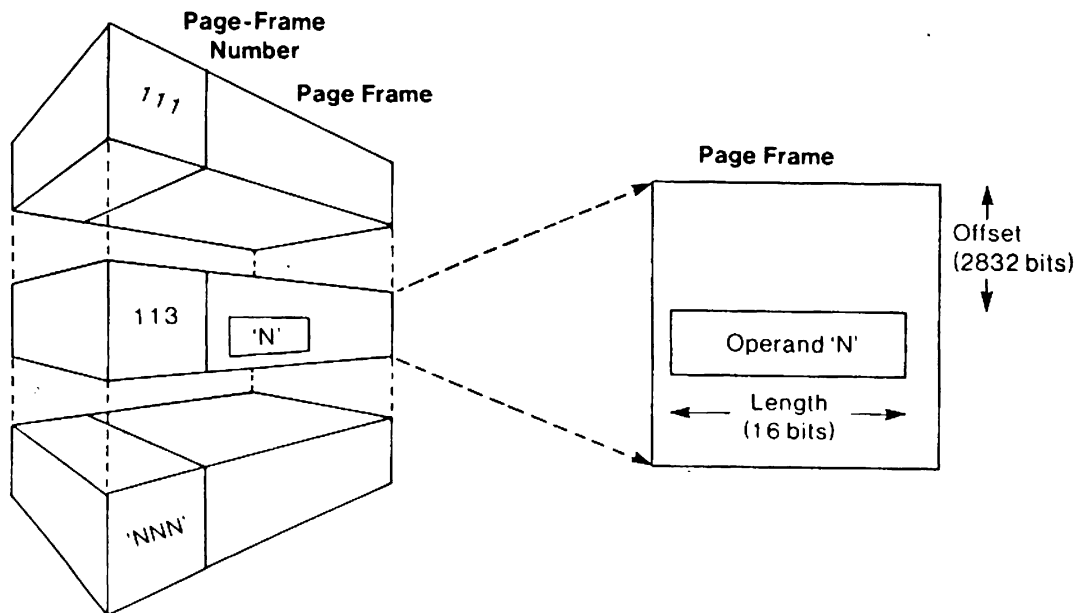 Page-Frame
Number
Page Frame
111
113
'N'
'NNN'
Page Frame
Offset
(2832 bits)
Operand 'N'
Length
(16 bits)